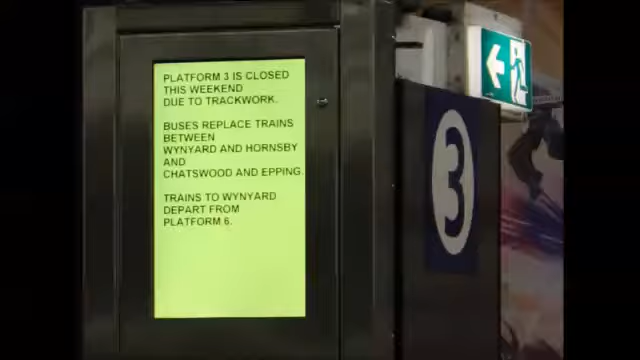 PLATFORM 3 IS CLOSED
THIS WEEKEND
DUE TO TRACKWORK.
BUSES REPLACE TRAINS
BETWEEN
WYNYARD AND HORNSBY
AND
CHATSWOOD AND EPPING.
TRAINS TO WYNYARD
DEPART FROM
PLATFORM 6.
3